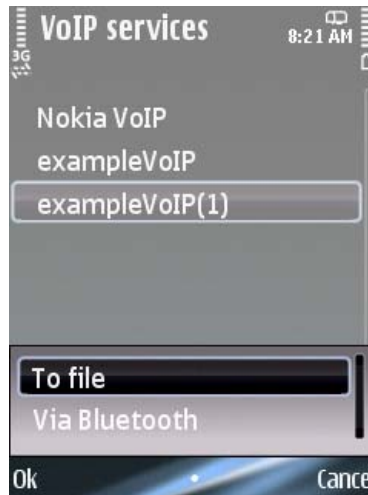 VoIP services
8:21 AM
3G
Nokia VoIP
exampleVoIP
exampleVoIP(1)
To file
Via Bluetooth
Ok
Cance